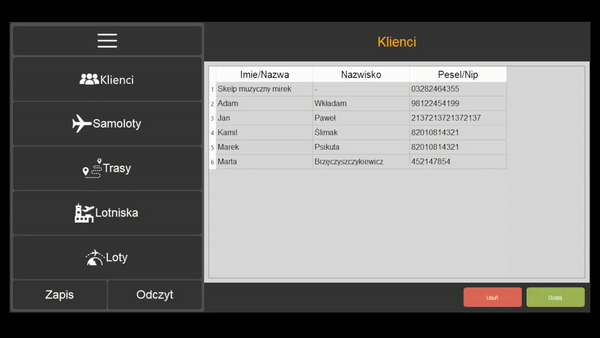 Klienci
Klienci
Samoloty
Trasy
Lotniska
Loty
Zapis Odczyt
Imie/Nazwa Nazwisko Pesel/Nip
1 Skelp muzyczny mirek - 03282464355
2 Adam Wkładam 98122454199
3 Jan Paweł 2137213721372137
4 Kamil Ślimak 82010814321
5 Marek Psikuta 82010814321
6 Marta Brzęczyszczykiewicz 452147854
Usuń Dodaj